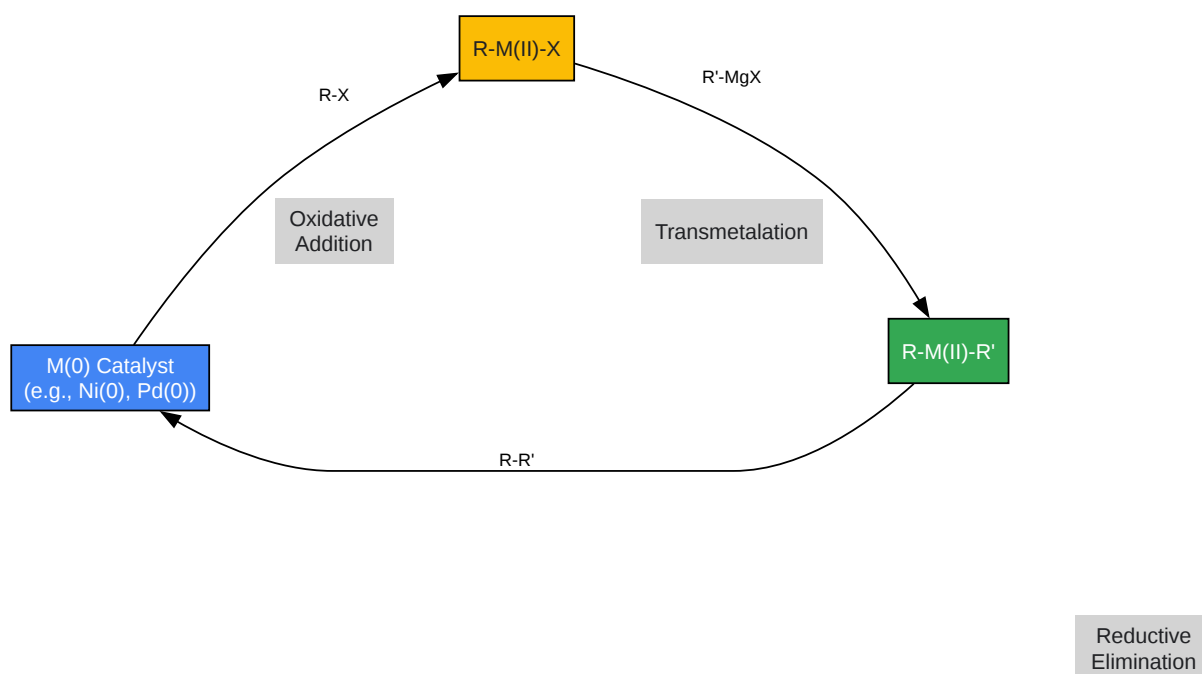 R-M(II)-X
R'-MgX
R-X
Oxidative
Addition
Transmetalation
R-M(II)-R'
M(0) Catalyst
(e.g., Ni(0), Pd(0))
R-R'
Reductive
Elimination